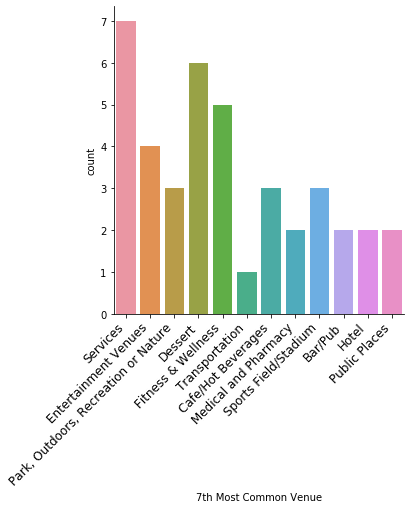 7
6
5
4
3
2
1
0
count
Services
Entertainment Venues
Park, Outdoors, Recreation or Nature
Dessert
Fitness & Wellness
Transportation
Cafe/Hot Beverages
Medical and Pharmacy
Sports Field/Stadium
Bar/Pub
Hotel
Public Places
7th Most Common Venue